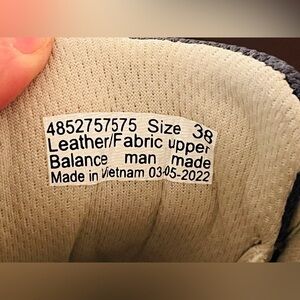 4852757575 Size 38
Leather/Fabric upper
Balance man made
Made in Vietnam 03-05-2022